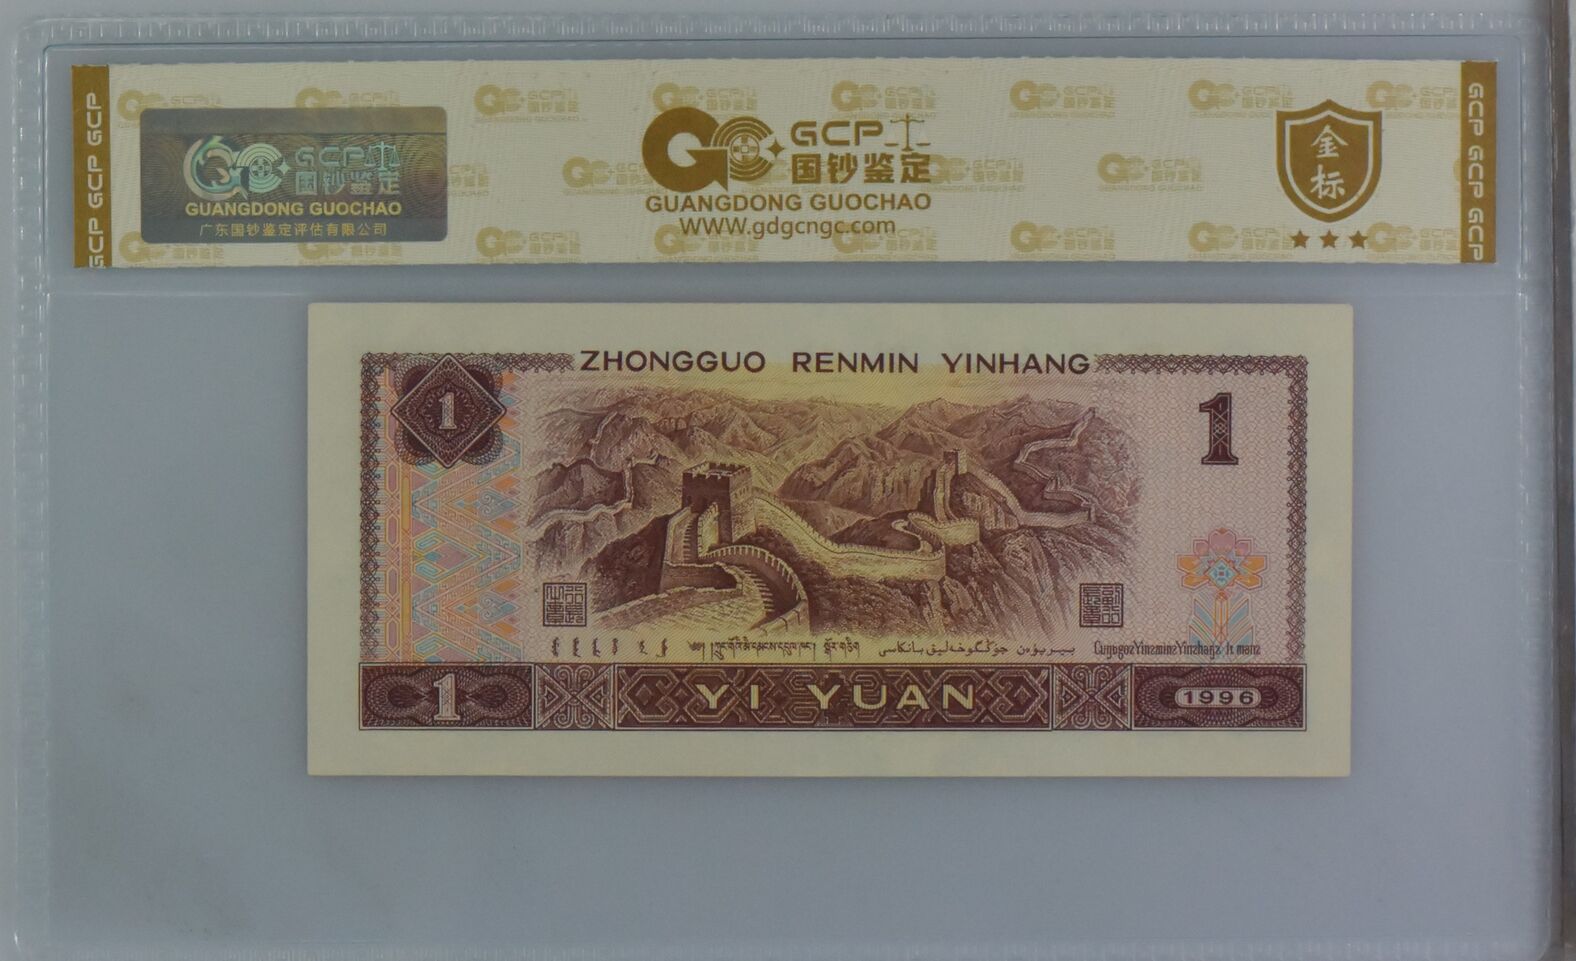 GCP GCP GCP
GCP
国钞鉴定
GUANGDONG GUOCHAO
广东国钞鉴定评估有限公司
GCP
国钞鉴定
GUANGDONG GUOCHAO
WWW.gdgcngc.com
金
标
GCP GCP GCP
ZHONGGUO RENMIN YINHANG
1
1
1
YI YUAN
1996